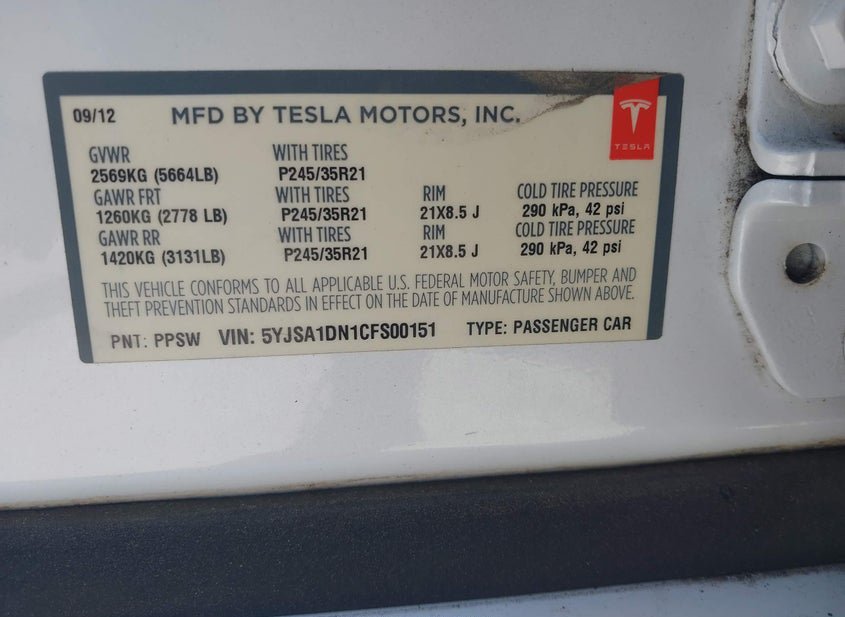 09/12 MFD BY TESLA MOTORS, INC.
TESLA
GVWR WITH TIRES
2569KG (5664LB) P245/35R21
GAWR FRT WITH TIRES RIM COLD TIRE PRESSURE
1260KG (2778 LB) P245/35R21 21X8.5 J 290 kPa, 42 psi
GAWR RR WITH TIRES RIM COLD TIRE PRESSURE
1420KG (3131LB) P245/35R21 21X8.5 J 290 kPa, 42 psi
THIS VEHICLE CONFORMS TO ALL APPLICABLE U.S. FEDERAL MOTOR SAFETY, BUMPER AND
THEFT PREVENTION STANDARDS IN EFFECT ON THE DATE OF MANUFACTURE SHOWN ABOVE.
PNT: PPSW VIN: 5YJSA1DN1CFS00151 TYPE: PASSENGER CAR